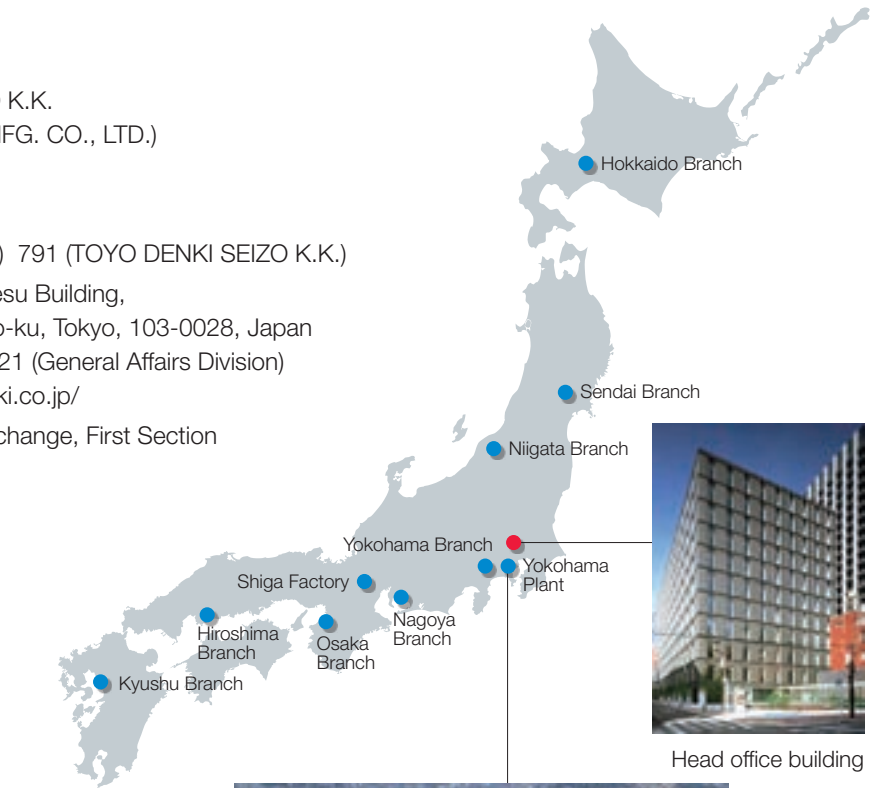 K.K.
FG. CO., LTD.)
Hokkaido Branch
) 791 (TOYO DENKI SEIZO K.K.)
esu Building,
o-ku, Tokyo, 103-0028, Japan
21 (General Affairs Division)
ki.co.jp/
change, First Section
Sendai Branch
Niigata Branch
Yokohama Branch
Yokohama
Plant
Shiga Factory
Nagoya
Branch
Hiroshima
Branch
Osaka
Branch
Kyushu Branch
Head office building